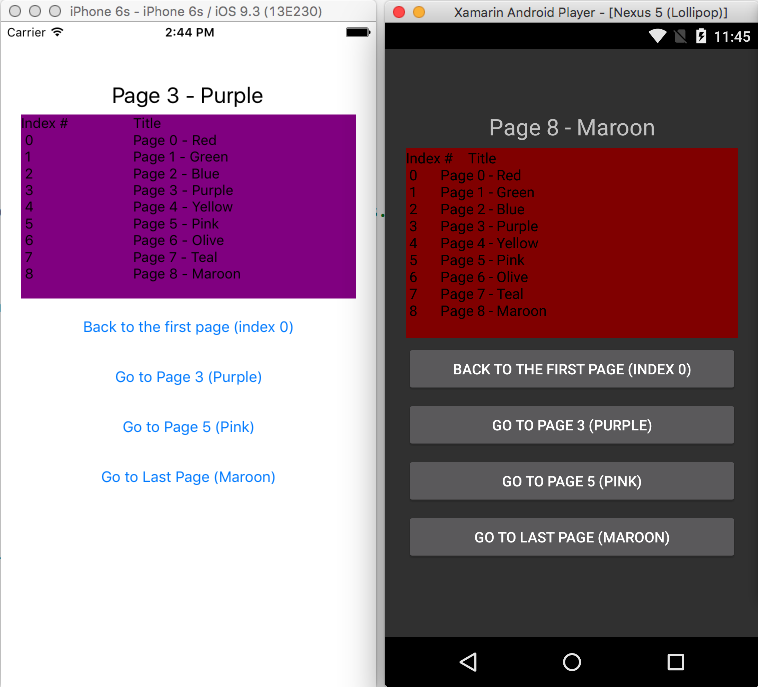 iPhone 6s - iPhone 6s / iOS 9.3 (13E230)
Carrier 2:44 PM
Page 3 - Purple
Index # Title
0 Page 0 - Red
1 Page 1 - Green
2 Page 2 - Blue
3 Page 3 - Purple
4 Page 4 - Yellow
5 Page 5 - Pink
6 Page 6 - Olive
7 Page 7 - Teal
8 Page 8 - Maroon
Back to the first page (index 0)
Go to Page 3 (Purple)
Go to Page 5 (Pink)
Go to Last Page (Maroon)
Xamarin Android Player - [Nexus 5 (Lollipop)]
11:45
Page 8 - Maroon
Index # Title
0 Page 0 - Red
1 Page 1 - Green
2 Page 2 - Blue
3 Page 3 - Purple
4 Page 4 - Yellow
5 Page 5 - Pink
6 Page 6 - Olive
7 Page 7 - Teal
8 Page 8 - Maroon
BACK TO THE FIRST PAGE (INDEX 0)
GO TO PAGE 3 (PURPLE)
GO TO PAGE 5 (PINK)
GO TO LAST PAGE (MAROON)